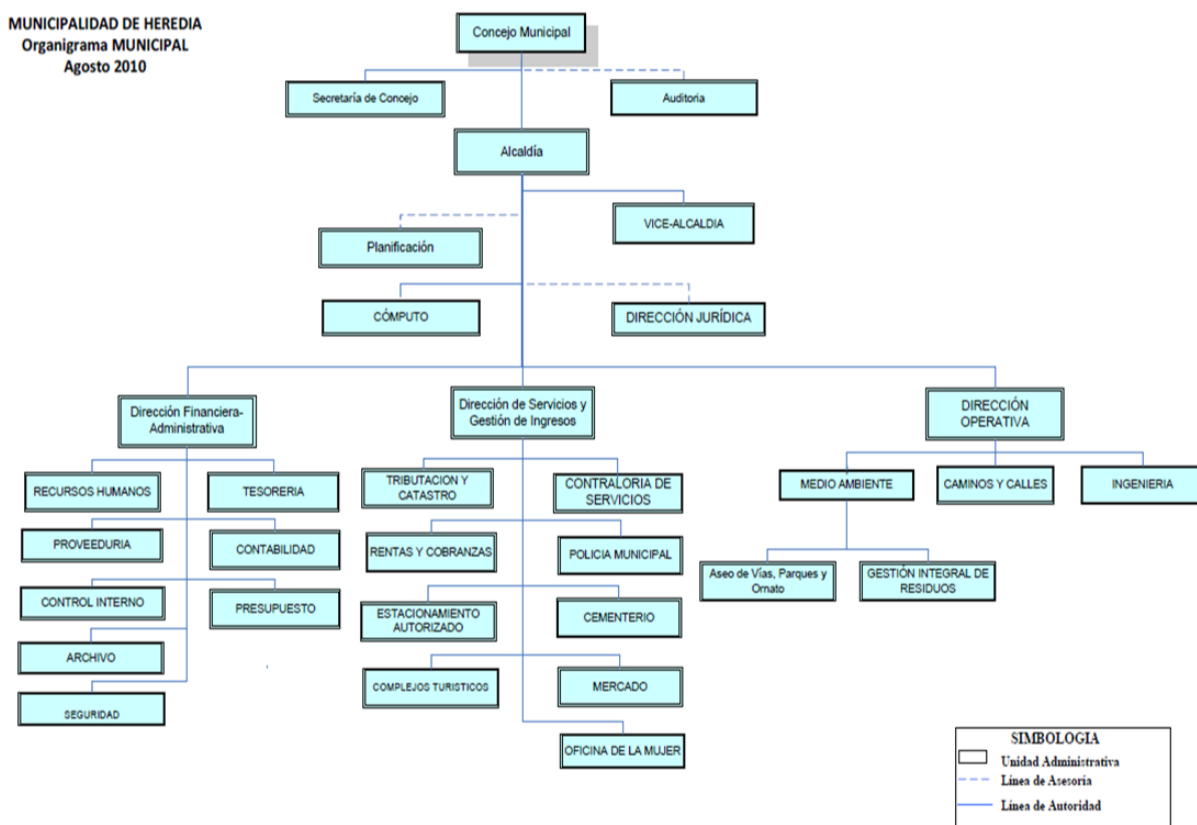 MUNICIPALIDAD DE HEREDIA
Organigrama MUNICIPAL
Agosto 2010
Concejo Municipal
Secretaría de Concejo
Auditoria
Alcaldía
VICE-ALCALDIA
Planificación
CÓMPUTO
DIRECCIÓN JURÍDICA
Dirección Financiera-
Administrativa
Dirección de Servicios y
Gestión de Ingresos
DIRECCIÓN
OPERATIVA
RECURSOS HUMANOS
TESORERIA
PROVEEDURIA
CONTABILIDAD
CONTROL INTERNO
PRESUPUESTO
ARCHIVO
SEGURIDAD
TRIBUTACION Y
CATASTRO
CONTRALORIA DE
SERVICIOS
RENTAS Y COBRANZAS
POLICIA MUNICIPAL
ESTACIONAMIENTO
AUTORIZADO
CEMENTERIO
COMPLEJOS TURISTICOS
MERCADO
OFICINA DE LA MUJER
MEDIO AMBIENTE
CAMINOS Y CALLES
INGENIERIA
Aseo de Vías, Parques y
Ornato
GESTIÓN INTEGRAL DE
RESIDUOS
SIMBOLOGIA
Unidad Administrativa
Línea de Asesoría
Línea de Autoridad